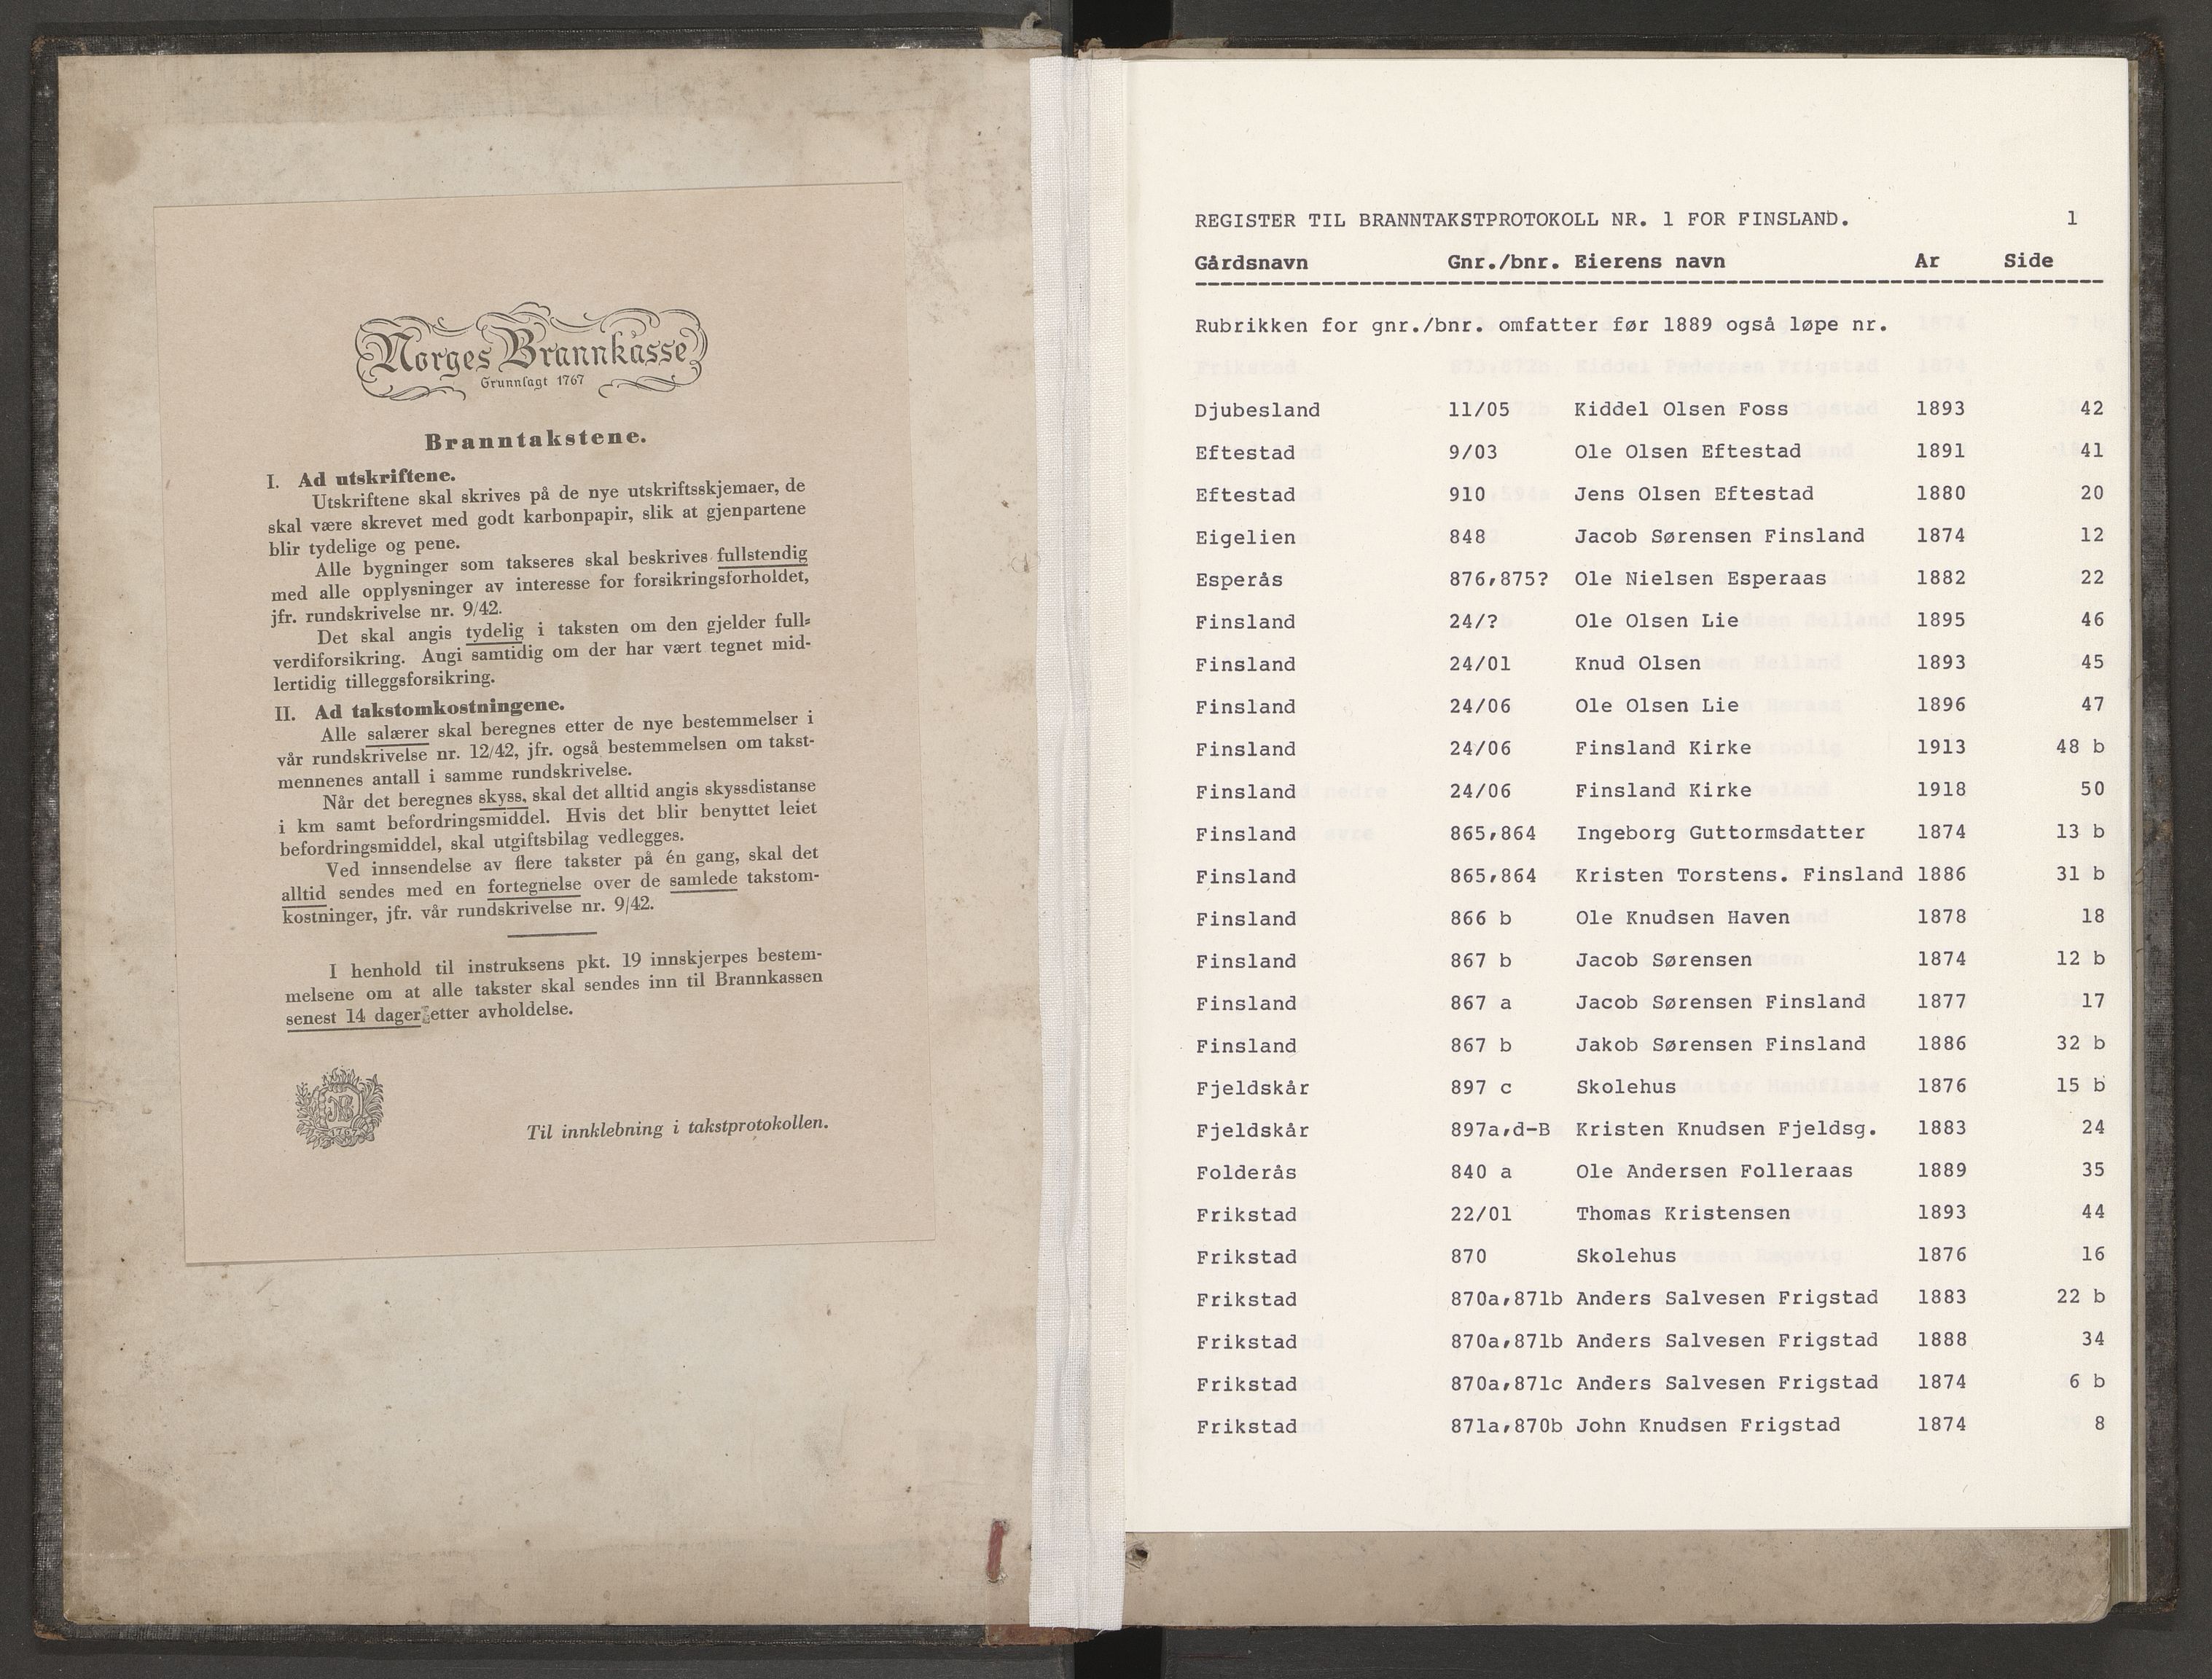 Norges Brannkasse
Grunnlagt 1767
Branntakstene.
I. Ad utskriftene.
Utskriftene skal skrives på de nye utskriftsskjemaer, de
skal være skrevet med godt karbonpapir, slik at gjenpartene
blir tydelige og pene.
Alle bygninger som takseres skal beskrives fullstendig
med alle opplysninger av interesse for forsikringsforholdet,
jfr. rundskrivelse nr. 9/42.
Det skal angis tydelig i taksten om den gjelder full-
verdiforsikring. Angi samtidig om der har vært tegnet mid-
lertidig tilleggsforsikring.
II. Ad takstomkostningene.
Alle salærer skal beregnes etter de nye bestemmelser i
vår rundskrivelse nr. 12/42, jfr. også bestemmelsen om takst-
mennenes antall i samme rundskrivelse.
Når det beregnes skyss, skal det alltid angis skyssdistanse
i km samt befordringsmiddel. Hvis det blir benyttet leiet
befordringsmiddel, skal utgiftsbilag vedlegges.
Ved innsendelse av flere takster på én gang, skal det
alltid sendes med en fortegnelse over de samlede takstom-
kostninger, jfr. vår rundskrivelse nr. 9/42.
I henhold til instruksens pkt. 19 innskjerpes bestem-
melsene om at alle takster skal sendes inn til Brannkassen
senest 14 dager etter avholdelse.
1767
Til innklebning i takstprotokollen.
REGISTER TIL BRANNTAKSTPROTOKOLL NR. 1 FOR FINSLAND. 1
Gårdsnavn Gnr./bnr. Eierens navn Ar Side
Rubrikken for gnr./bnr. omfatter før 1889 også løpe nr.
Djubesland 11/05 Kiddel Olsen Foss 1893 42
Eftestad 9/03 Ole Olsen Eftestad 1891 41
Eftestad 910 Jens Olsen Eftestad 1880 20
Eigelien 848 Jacob Sørensen Finsland 1874 12
Esperås 876,875? Ole Nielsen Esperaas 1882 22
Finsland 24/? Ole Olsen Lie 1895 46
Finsland 24/01 Knud Olsen 1893 45
Finsland 24/06 Ole Olsen Lie 1896 47
Finsland 24/06 Finsland Kirke 1913 48 b
Finsland 24/06 Finsland Kirke 1918 50
Finsland 865,864 Ingeborg Guttormsdatter 1874 13 b
Finsland 865,864 Kristen Torstens. Finsland 1886 31 b
Finsland 866 b Ole Knudsen Haven 1878 18
Finsland 867 b Jacob Sørensen 1874 12 b
Finsland 867 a Jacob Sørensen Finsland 1877 17
Finsland 867 b Jakob Sørensen Finsland 1886 32 b
Fjeldskår 897 c Skolehus 1876 15 b
Fjeldskår 897a,d-B Kristen Knudsen Fjeldsg. 1883 24
Folderås 840 a Ole Andersen Folleraas 1889 35
Frikstad 22/01 Thomas Kristensen 1893 44
Frikstad 870 Skolehus 1876 16
Frikstad 870a,871b Anders Salvesen Frigstad 1883 22 b
Frikstad 870a,871b Anders Salvesen Frigstad 1888 34
Frikstad 870a,871c Anders Salvesen Frigstad 1874 6 b
Frikstad 871a,870b John Knudsen Frigstad 1874 8